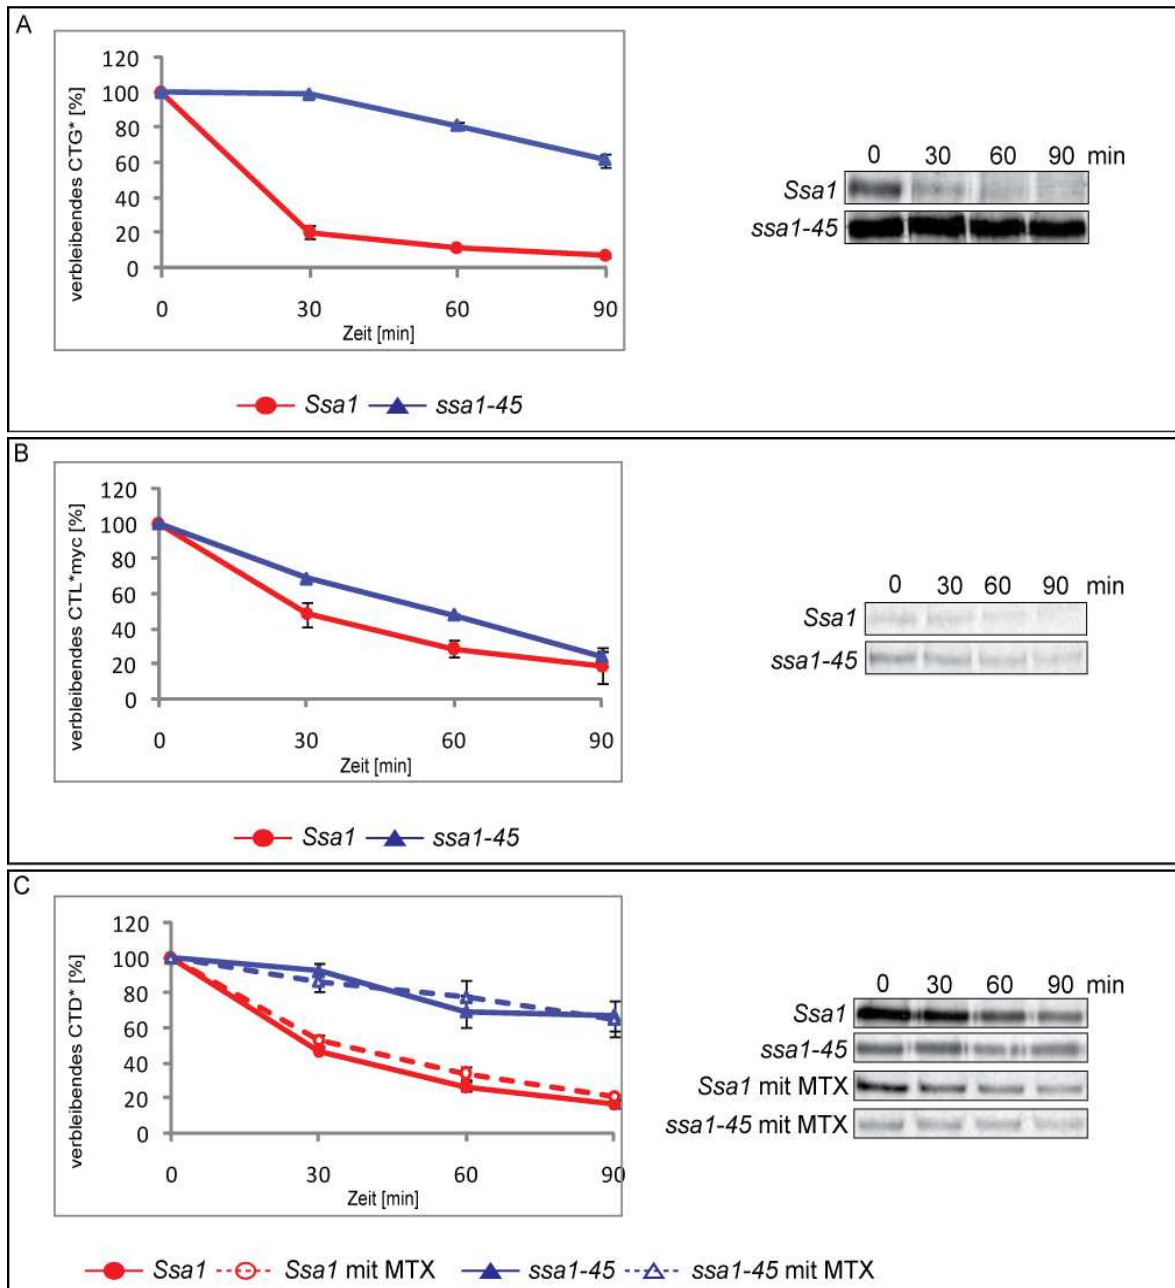 A
verbleibendes CTG* [%]
120
100
80
60
40
20
0
0 30 60 90
Zeit [min]
Ssa1 ssa1-45
0 30 60 90 min
Ssa1
ssa1-45
B
verbleibendes CTL*myc [%]
120
100
80
60
40
20
0
0 30 60 90
Zeit [min]
Ssa1 ssa1-45
0 30 60 90 min
Ssa1
ssa1-45
C
verbleibendes CTD* [%]
120
100
80
60
40
20
0
0 30 60 90
Zeit [min]
Ssa1 Ssa1 mit MTX ssa1-45 ssa1-45 mit MTX
0 30 60 90 min
Ssa1
ssa1-45
Ssa1 mit MTX
ssa1-45 mit MTX